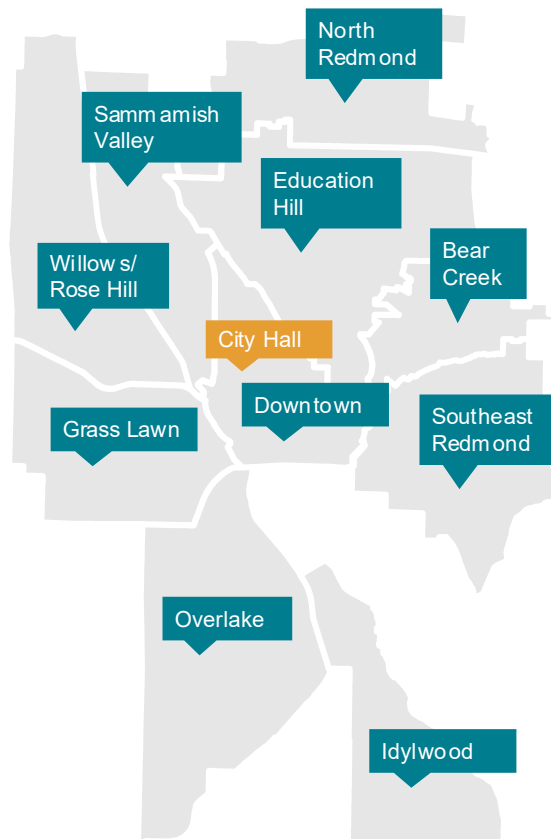 North
Redmond
Sammamish
Valley
Education
Hill
Bear
Creek
Willows/
Rose Hill
City Hall
Downtown
Southeast
Redmond
Grass Lawn
Overlake
Idylwood